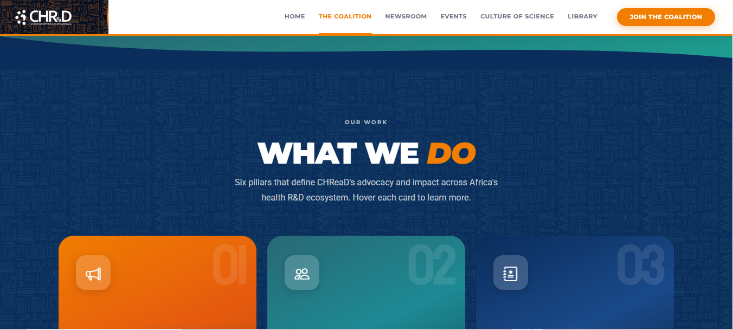 CHReaD
HOME THE COALITION NEWSROOM EVENTS CULTURE OF SCIENCE LIBRARY JOIN THE COALITION
OUR WORK
WHAT WE DO
Six pillars that define CHReaD's advocacy and impact across Africa's
health R&D ecosystem. Hover each card to learn more.
01 02 03